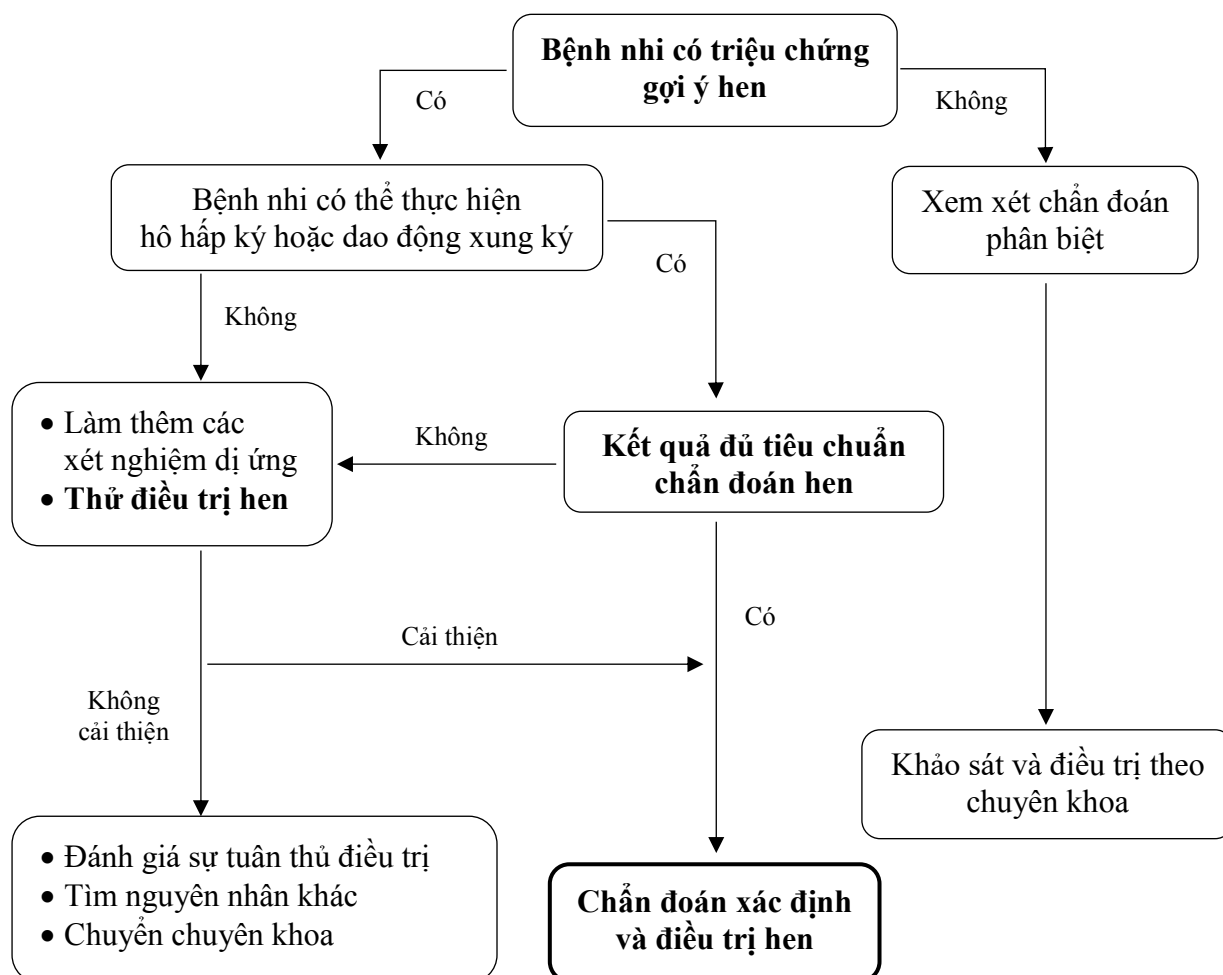 Bệnh nhi có triệu chứng
gợi ý hen
Có
Không
Bệnh nhi có thể thực hiện
hô hấp ký hoặc dao động xung ký
Xem xét chẩn đoán
phân biệt
Có
Không
• Làm thêm các
xét nghiệm dị ứng
• Thử điều trị hen
Không
Kết quả đủ tiêu chuẩn
chẩn đoán hen
Có
Cải thiện
Không
cải thiện
Khảo sát và điều trị theo
chuyên khoa
• Đánh giá sự tuân thủ điều trị
• Tìm nguyên nhân khác
• Chuyển chuyên khoa
Chẩn đoán xác định
và điều trị hen